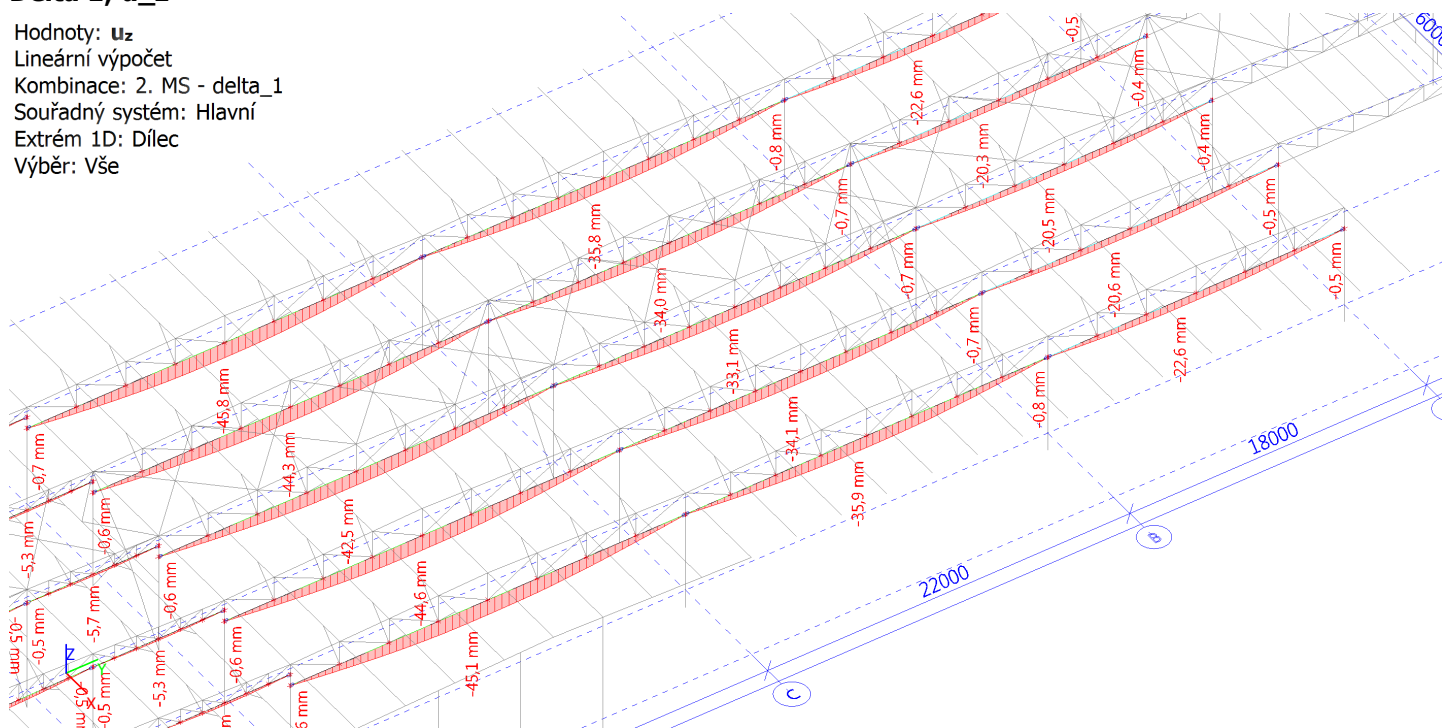 Hodnoty: uz
Lineární výpočet
Kombinace: 2. MS - delta_1
Souřadný systém: Hlavní
Extrém 1D: Dílec
Výběr: Vše
-0,5
6000
-22,6 mm
-0,4 mm
-0,8 mm
-20,3 mm
-0,4 mm
-35,8 mm
-0,7 mm
-20,5 mm
-0,5 mm
-34,0 mm
-0,7 mm
-20,6 mm
-0,5 mm
-45,8 mm
-33,1 mm
-0,7 mm
-22,6 mm
-0,7 mm
-44,3 mm
-34,1 mm
-0,8 mm
18000
-5,3 mm
-0,6 mm
-42,5 mm
-35,9 mm
B
-0,5 mm
-0,5 mm
-5,7 mm
-0,6 mm
-44,6 mm
22000
Z
Y
X
-0,5 mm
-5,3 mm
-0,6 mm
-45,1 mm
C